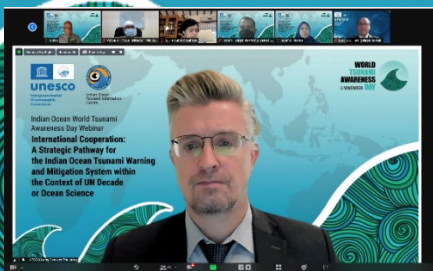 WORLD
TSUNAMI
AWARENESS
DAY
5 NOVEMBER
unesco
Intergovernmental
Oceanographic
Commission
Indian Ocean
Tsunami Information
Centre
Indian Ocean World Tsunami
Awareness Day Webinar
International Cooperation:
A Strategic Pathway for
the Indian Ocean Tsunami Warning
and Mitigation System within
the Context of UN Decade
or Ocean Science